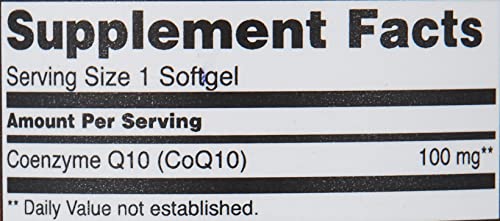 Supplement Facts
Serving Size 1 Softgel
Amount Per Serving
Coenzyme Q10 (CoQ10) 100 mg**
** Daily Value not established.